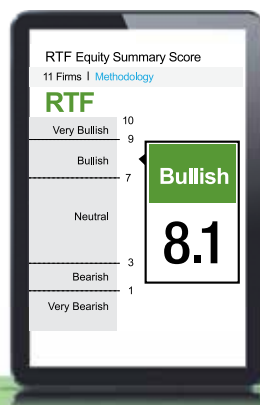 RTF Equity Summary Score
11 Firms | Methodology
RTF
10
Very Bullish
9
Bullish
7
Neutral
3
Bearish
1
Very Bearish
Bullish
8.1